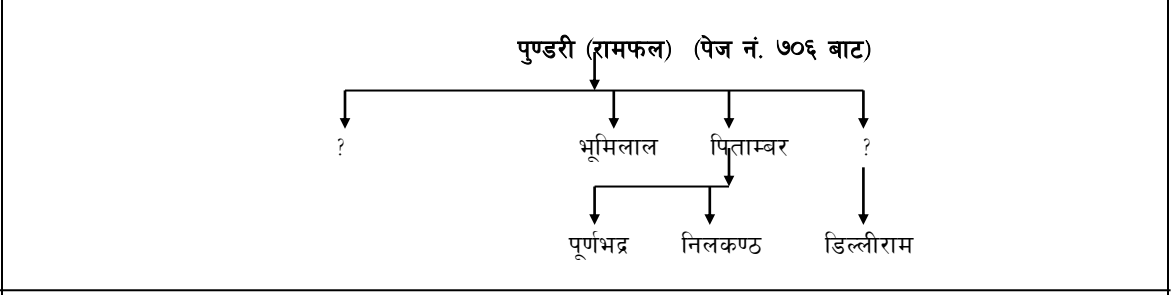 पुण्डरी (रामफल) (पेज नं. ७०६ बाट)
? भूमिलाल पिताम्बर ?
पूर्णभद्र निलकण्ठ डिल्लीराम